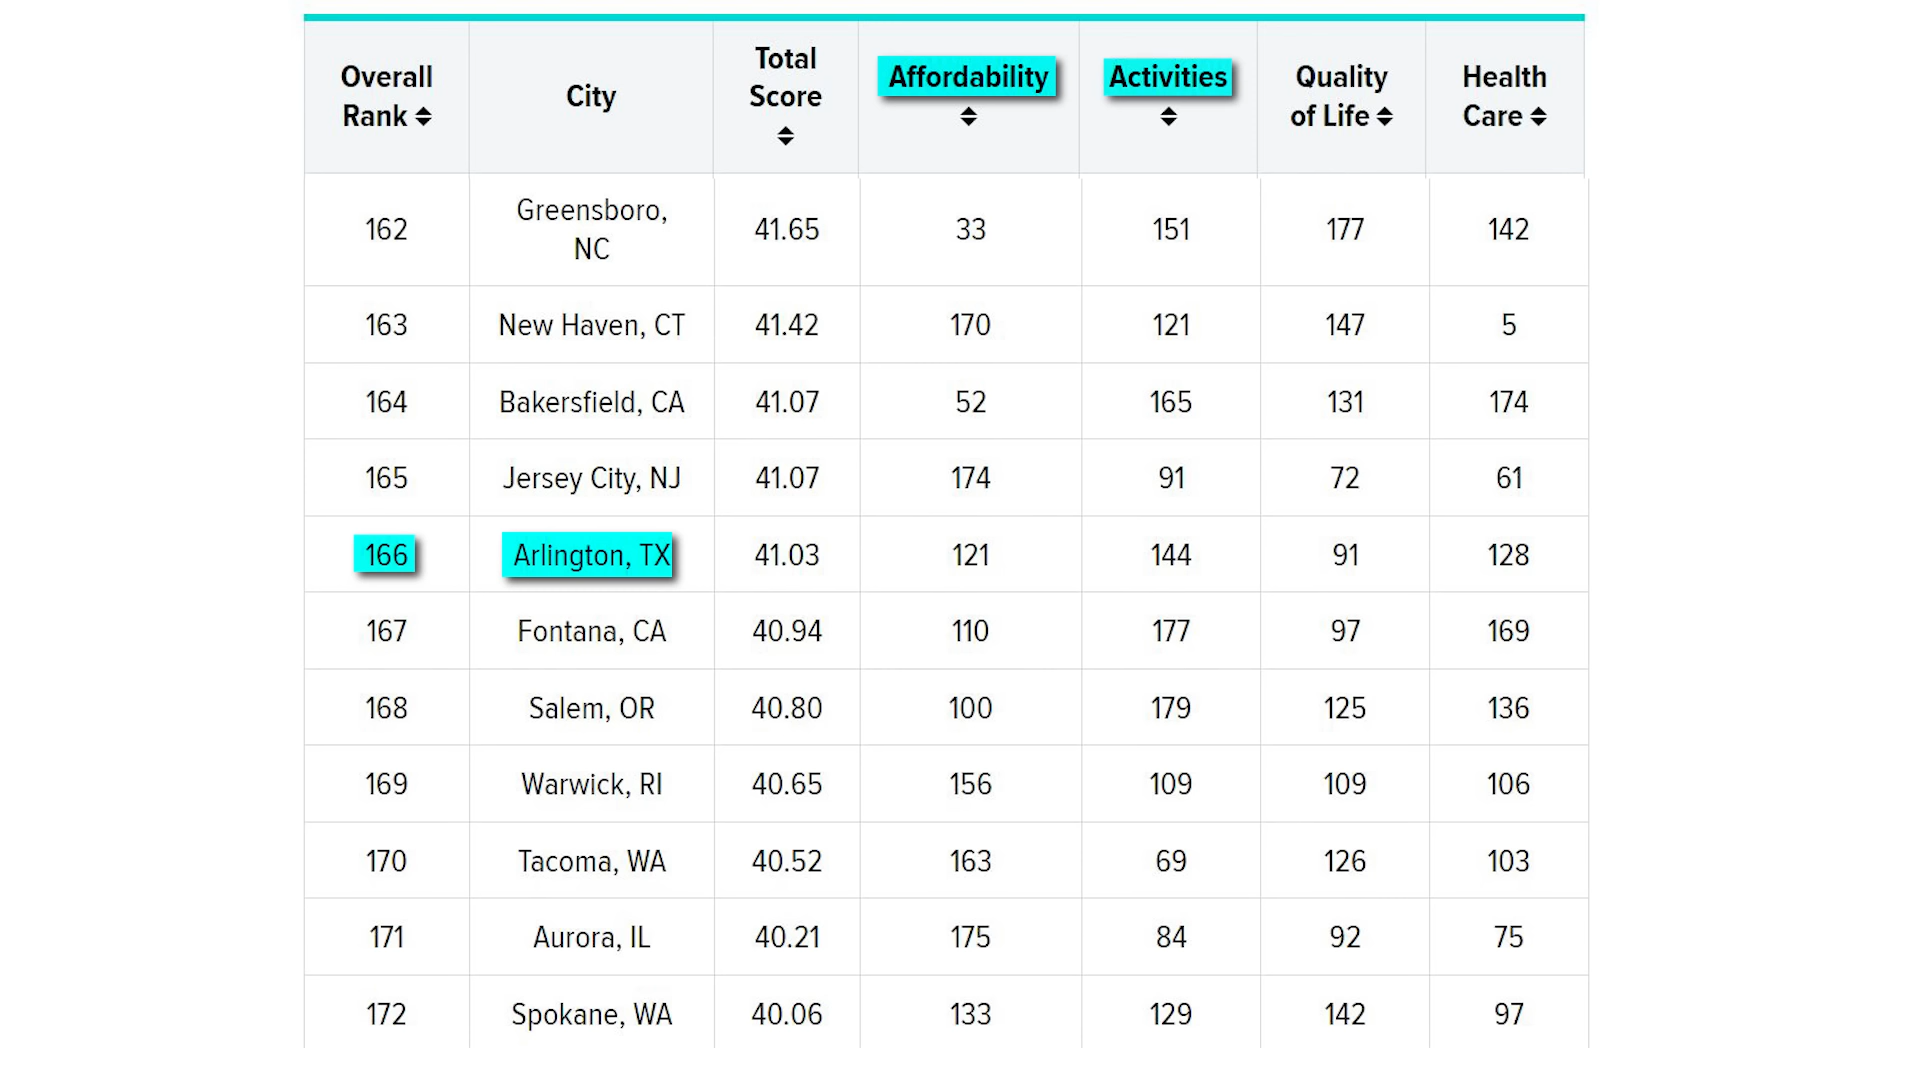 Overall Rank City Total Score Affordability Activities Quality of Life Health Care
162 Greensboro, NC 41.65 33 151 177 142
163 New Haven, CT 41.42 170 121 147 5
164 Bakersfield, CA 41.07 52 165 131 174
165 Jersey City, NJ 41.07 174 91 72 61
166 Arlington, TX 41.03 121 144 91 128
167 Fontana, CA 40.94 110 177 97 169
168 Salem, OR 40.80 100 179 125 136
169 Warwick, RI 40.65 156 109 109 106
170 Tacoma, WA 40.52 163 69 126 103
171 Aurora, IL 40.21 175 84 92 75
172 Spokane, WA 40.06 133 129 142 97